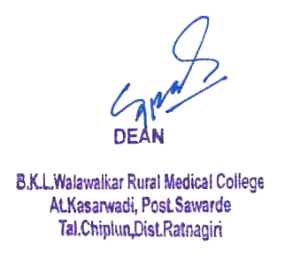 DEAN
B.K.L.Walawalkar Rural Medical College
At.Kasarwadi, Post.Sawarde
Tal.Chiplun,Dist.Ratnagiri